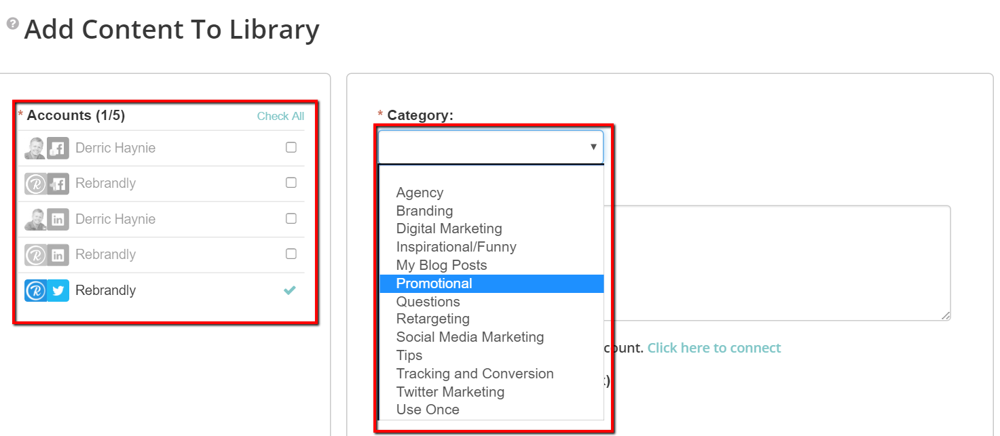 ? Add Content To Library
* Accounts (1/5) Check All
Derric Haynie
Rebrandly
Derric Haynie
Rebrandly
Rebrandly
* Category:
Agency
Branding
Digital Marketing
Inspirational/Funny
My Blog Posts
Promotional
Questions
Retargeting
Social Media Marketing
Tips
Tracking and Conversion
Twitter Marketing
Use Once
count. Click here to connect